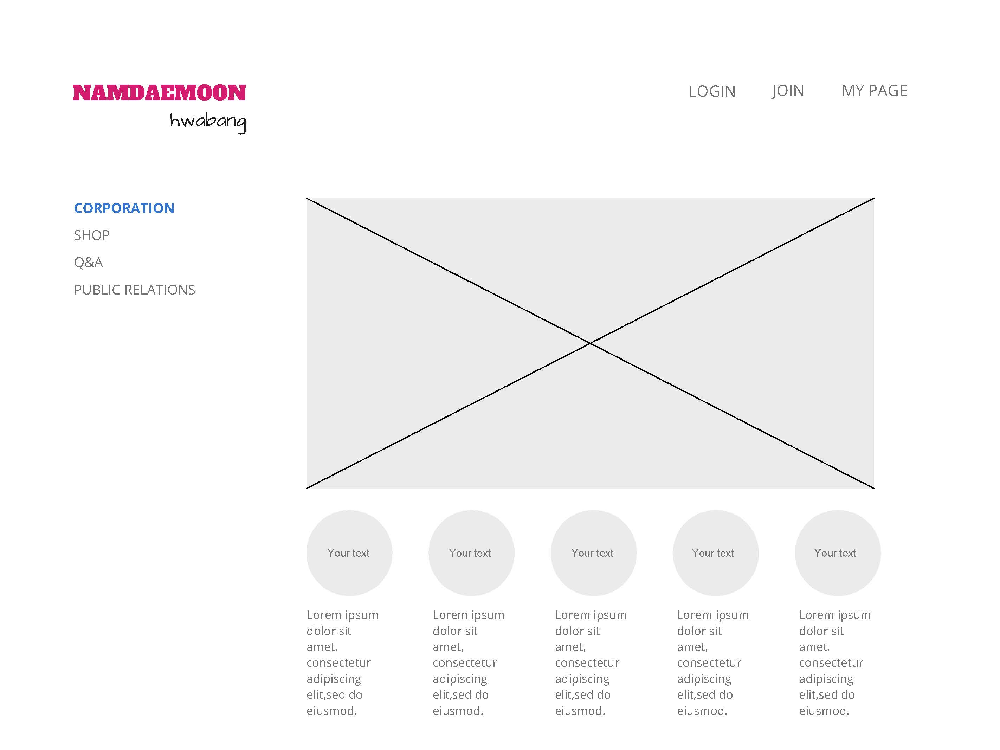 NAMDAEMOON
hwabang
LOGIN JOIN MY PAGE
CORPORATION
SHOP
Q&A
PUBLIC RELATIONS
Your text
Your text
Your text
Your text
Your text
Lorem ipsum
dolor sit
amet,
consectetur
adipiscing
elit,sed do
eiusmod.
Lorem ipsum
dolor sit
amet,
consectetur
adipiscing
elit,sed do
eiusmod.
Lorem ipsum
dolor sit
amet,
consectetur
adipiscing
elit,sed do
eiusmod.
Lorem ipsum
dolor sit
amet,
consectetur
adipiscing
elit,sed do
eiusmod.
Lorem ipsum
dolor sit
amet,
consectetur
adipiscing
elit,sed do
eiusmod.